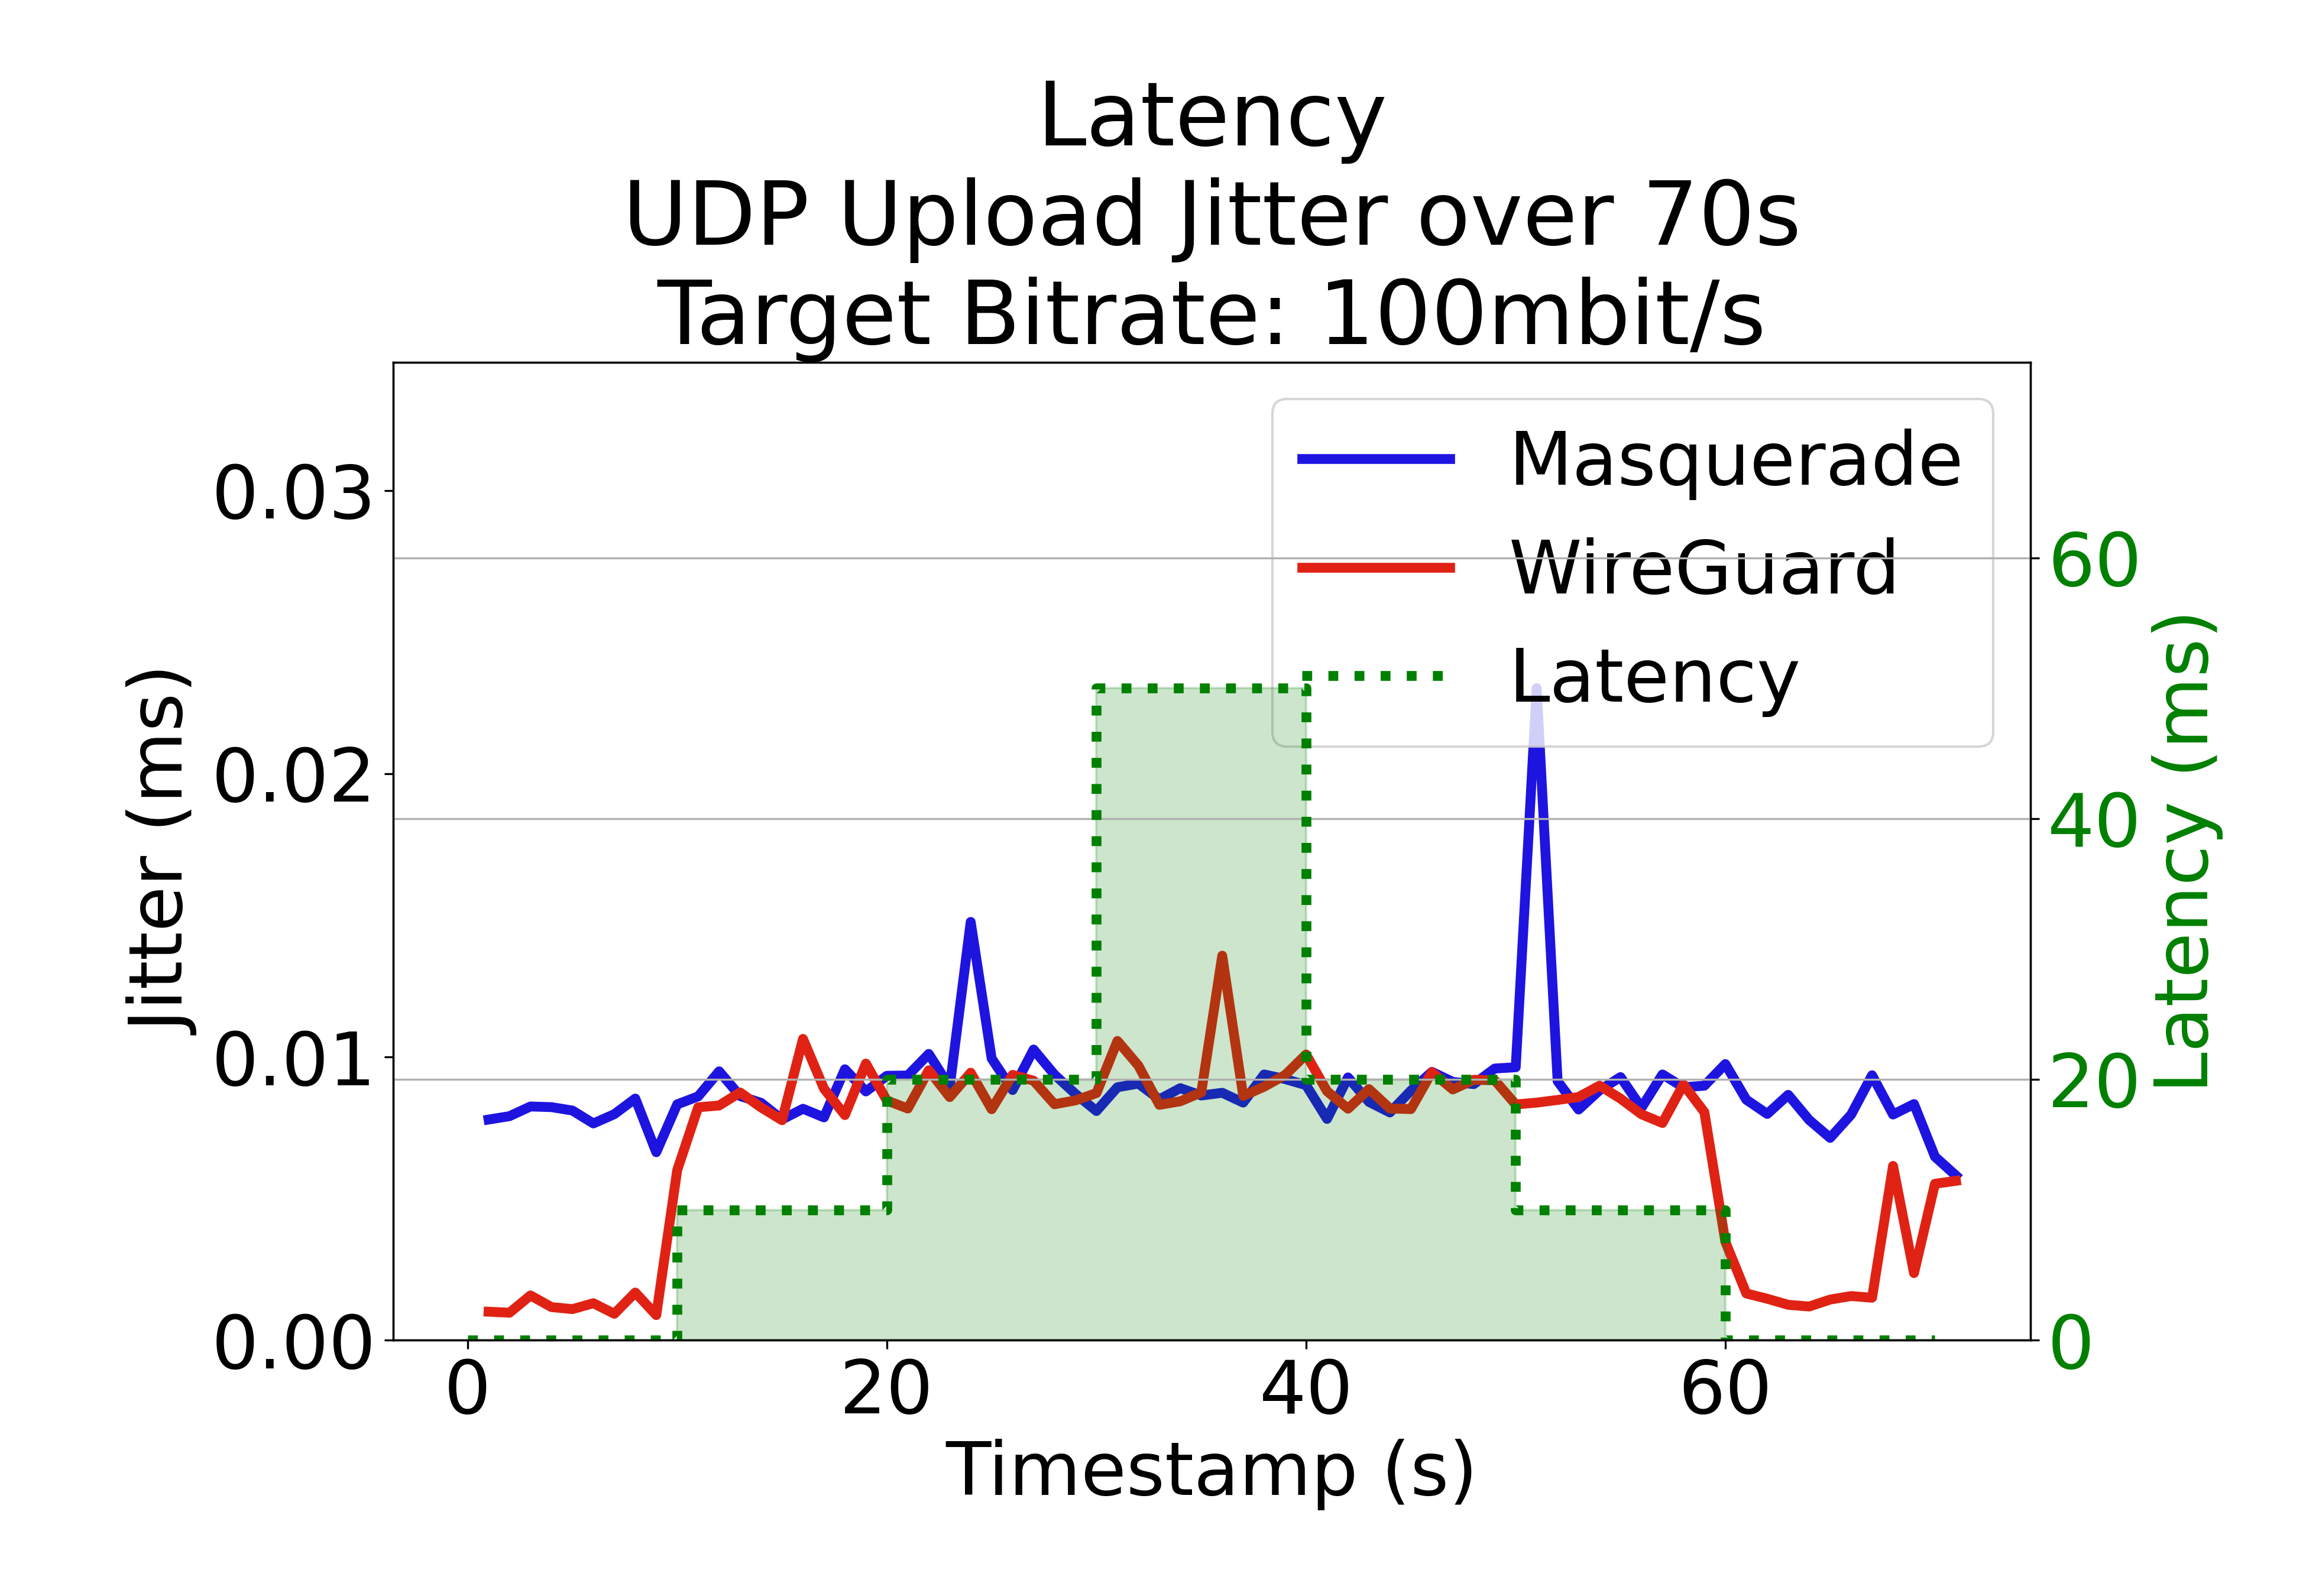 Latency
UDP Upload Jitter over 70s
Target Bitrate: 100mbit/s
Jitter (ms)
0.03
0.02
0.01
0.00
Masquerade
WireGuard
Latency
60
40
20
0
Latency (ms)
0
20
40
60
Timestamp (s)